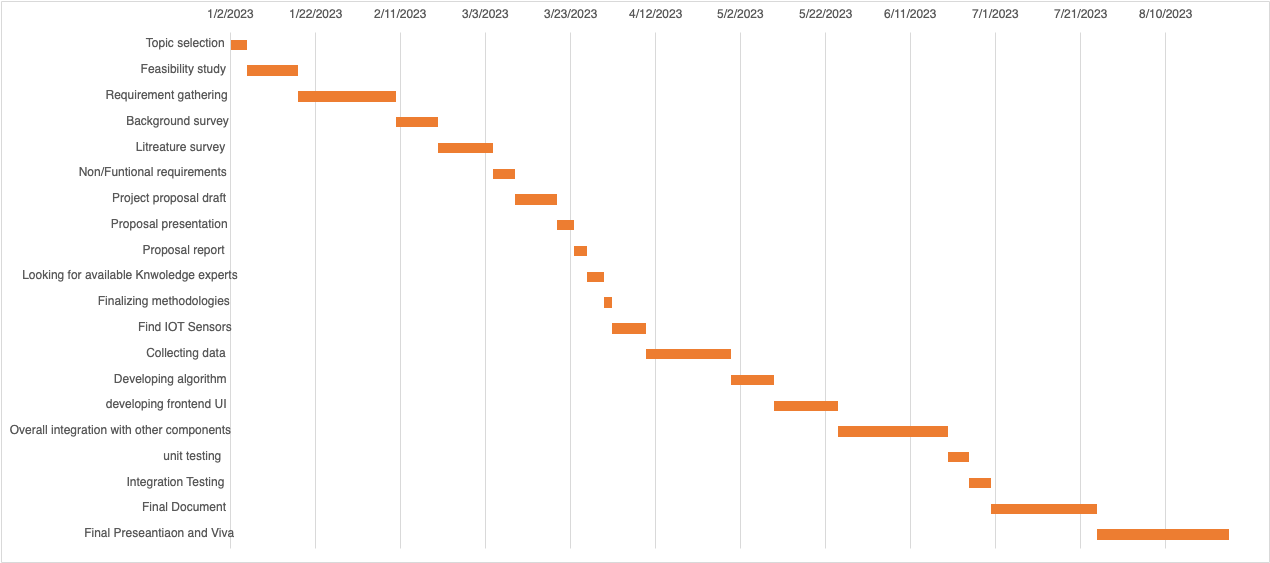 1/2/2023 1/22/2023 2/11/2023 3/3/2023 3/23/2023 4/12/2023 5/2/2023 5/22/2023 6/11/2023 7/1/2023 7/21/2023 8/10/2023
Topic selection
Feasibility study
Requirement gathering
Background survey
Litreature survey
Non/Funtional requirements
Project proposal draft
Proposal presentation
Proposal report
Looking for available Knwoledge experts
Finalizing methodologies
Find IOT Sensors
Collecting data
Developing algorithm
developing frontend UI
Overall integration with other components
unit testing
Integration Testing
Final Document
Final Preseantiaon and Viva